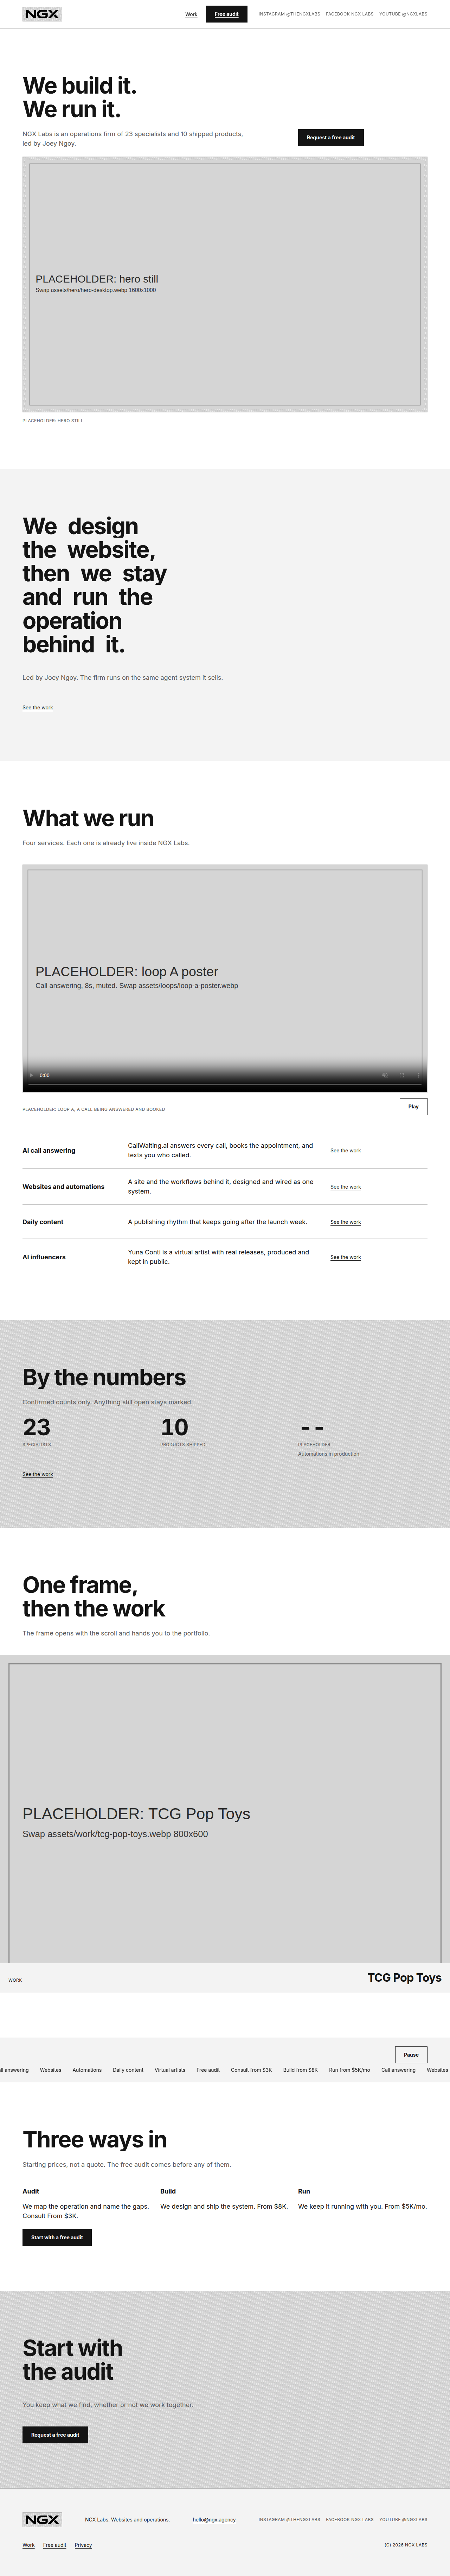 NGX
Work
Free audit
INSTAGRAM @THENGXLABS
FACEBOOK NGX LABS
YOUTUBE @NGXLABS
We build it.
We run it.
NGX Labs is an operations firm of 23 specialists and 10 shipped products,
led by Joey Ngoy.
Request a free audit
PLACEHOLDER: hero still
Swap assets/hero/hero-desktop.webp 1600x1000
PLACEHOLDER: HERO STILL
We design
the website,
then we stay
and run the
operation
behind it.
Led by Joey Ngoy. The firm runs on the same agent system it sells.
See the work
What we run
Four services. Each one is already live inside NGX Labs.
PLACEHOLDER: loop A poster
Call answering, 8s, muted. Swap assets/loops/loop-a-poster.webp
0:00
PLACEHOLDER: LOOP A, A CALL BEING ANSWERED AND BOOKED
Play
AI call answering
CallWaiting.ai answers every call, books the appointment, and
texts you who called.
See the work
Websites and automations
A site and the workflows behind it, designed and wired as one
system.
See the work
Daily content
A publishing rhythm that keeps going after the launch week.
See the work
AI influencers
Yuna Conti is a virtual artist with real releases, produced and
kept in public.
See the work
By the numbers
Confirmed counts only. Anything still open stays marked.
23
SPECIALISTS
10
PRODUCTS SHIPPED
--
PLACEHOLDER
Automations in production
See the work
One frame,
then the work
The frame opens with the scroll and hands you to the portfolio.
PLACEHOLDER: TCG Pop Toys
Swap assets/work/tcg-pop-toys.webp 800x600
WORK
TCG Pop Toys
Pause
ll answering Websites Automations Daily content Virtual artists Free audit Consult from $3K Build from $8K Run from $5K/mo Call answering Websites
Three ways in
Starting prices, not a quote. The free audit comes before any of them.
Audit
We map the operation and name the gaps.
Consult From $3K.
Start with a free audit
Build
We design and ship the system. From $8K.
Run
We keep it running with you. From $5K/mo.
Start with
the audit
You keep what we find, whether or not we work together.
Request a free audit
NGX
NGX Labs. Websites and operations.
hello@ngx.agency
INSTAGRAM @THENGXLABS
FACEBOOK NGX LABS
YOUTUBE @NGXLABS
Work
Free audit
Privacy
(C) 2026 NGX LABS